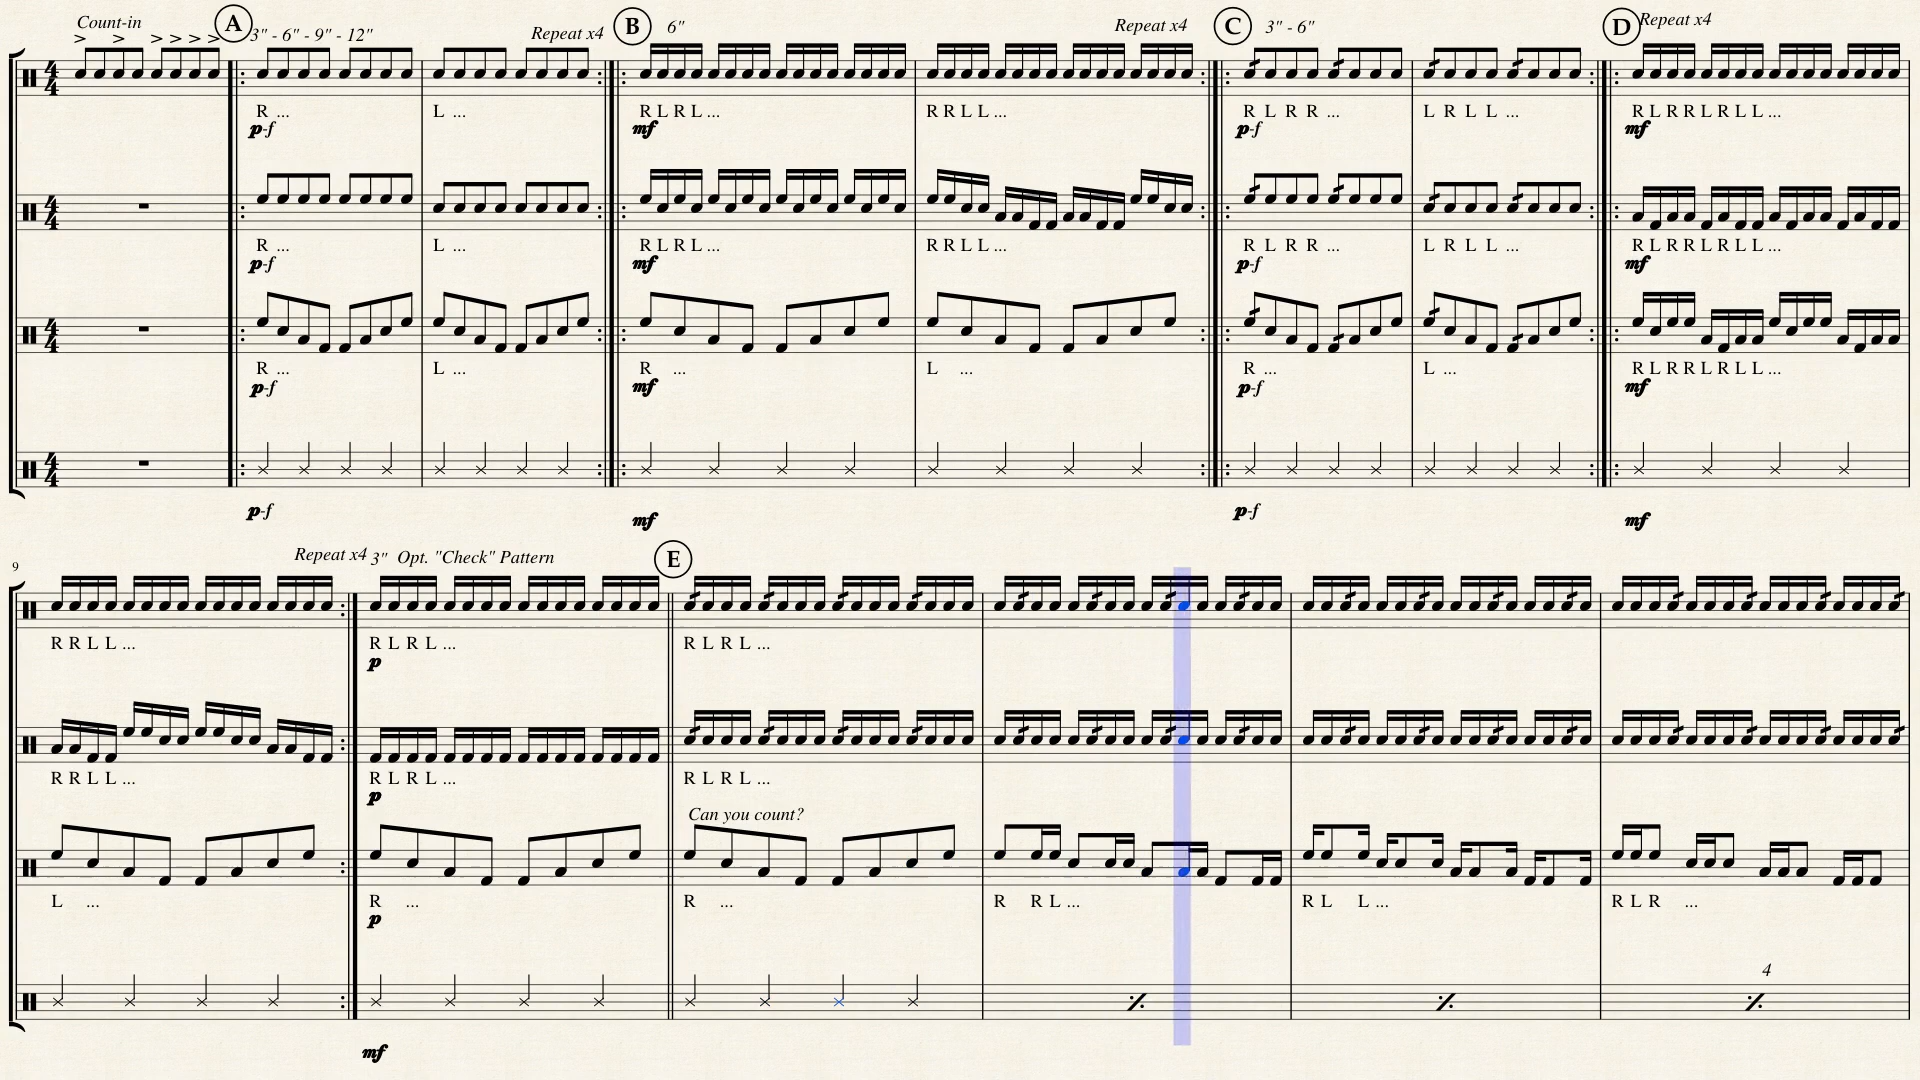 Count-in
A
3" - 6" - 9" - 12"
Repeat x4
B
6"
Repeat x4
C
3" - 6"
D
Repeat x4
R ...
L ...
R L R L ...
R R L L ...
R L R R ...
L R L L ...
R L R R L R L L ...
p-f
mf
p-f
mf
R ...
L ...
R L R L ...
R R L L ...
R L R R ...
L R L L ...
R L R R L R L L ...
p-f
mf
p-f
mf
R ...
L ...
R ...
L ...
R ...
L ...
R L R R L R L L ...
p-f
mf
p-f
mf
p-f
mf
p-f
mf
9
Repeat x4
3" Opt. "Check" Pattern
E
R R L L ...
R L R L ...
R L R L ...
p
R R L L ...
R L R L ...
R L R L ...
p
Can you count?
L ...
R ...
R ...
R R L ...
R L L ...
R L R ...
p
4
mf